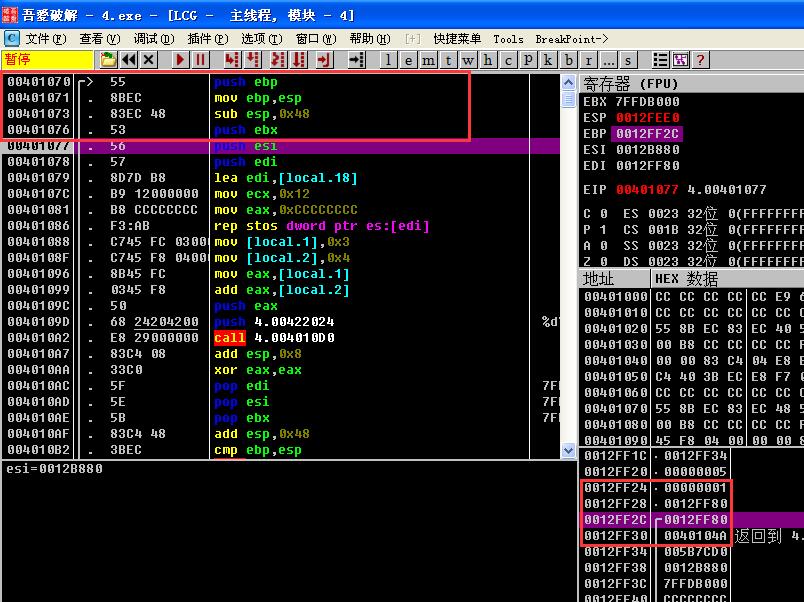 吾愛破解 - 4.exe - [LCG - 主线程, 模块 - 4]
文件(F) 查看(V) 调试(D) 插件(P) 选项(T) 窗口(W) 帮助(H) [+] 快捷菜单 Tools BreakPoint->
暂停 l e m t w h c p k b r ... s ?
00401070 > 55 push ebp
00401071 . 8BEC mov ebp,esp
00401073 . 83EC 48 sub esp,0x48
00401076 . 53 push ebx
00401077 . 56 push esi
00401078 . 57 push edi
00401079 . 8D7D B8 lea edi,[local.18]
0040107C . B9 12000000 mov ecx,0x12
00401081 . B8 CCCCCCCC mov eax,0xCCCCCCCC
00401086 . F3:AB rep stos dword ptr es:[edi]
00401088 . C745 FC 0300 mov [local.1],0x3
0040108F . C745 F8 0400 mov [local.2],0x4
00401096 . 8B45 FC mov eax,[local.1]
00401099 . 0345 F8 add eax,[local.2]
0040109C . 50 push eax
0040109D . 68 24204200 push 4.00422024 %d
004010A2 . E8 29000000 call 4.004010D0
004010A7 . 83C4 08 add esp,0x8
004010AA . 33C0 xor eax,eax
004010AC . 5F pop edi 7FF
004010AD . 5E pop esi 7FF
004010AE . 5B pop ebx 7FF
004010AF . 83C4 48 add esp,0x48
004010B2 . 3BEC cmp ebp,esp
esi=0012B880
寄存器 (FPU)
EBX 7FFDB000
ESP 0012FEE0
EBP 0012FF2C
ESI 0012B880
EDI 0012FF80
EIP 00401077 4.00401077
C 0 ES 0023 32位 0(FFFFFFFF
P 1 CS 001B 32位 0(FFFFFFFF
A 0 SS 0023 32位 0(FFFFFFFF
Z 0 DS 0023 32位 0(FFFFFFFF
地址 HEX 数据
00401000 CC CC CC CC CC E9 6
00401010 CC CC CC CC CC CC C
00401020 55 8B EC 83 EC 40 5
00401030 00 B8 CC CC CC CC F
00401040 00 00 83 C4 04 E8 E
00401050 C4 40 3B EC E8 F7 0
00401060 CC CC CC CC CC CC C
00401070 55 8B EC 83 EC 48 5
00401080 00 B8 CC CC CC CC F
00401090 45 F8 04 00 00 00 8
0012FF1C 0012FF34
0012FF20 00000005
0012FF24 00000001
0012FF28 0012FF80
0012FF2C 0012FF80
0012FF30 0040104A 返回到 4.
0012FF34 005B7CD0
0012FF38 0012B880
0012FF3C 7FFDB000
0012FF40 CCCCCCCC